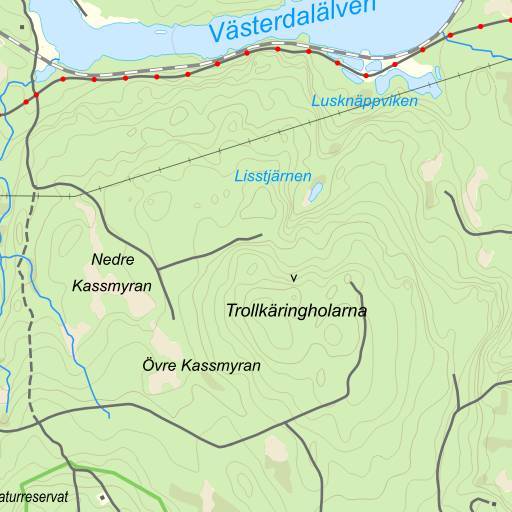 Västerdalälven
Lusknäppviken
Lisstjärnen
Nedre
Kassmyran
v
Trollkäringholarna
Övre Kassmyran
aturreservat